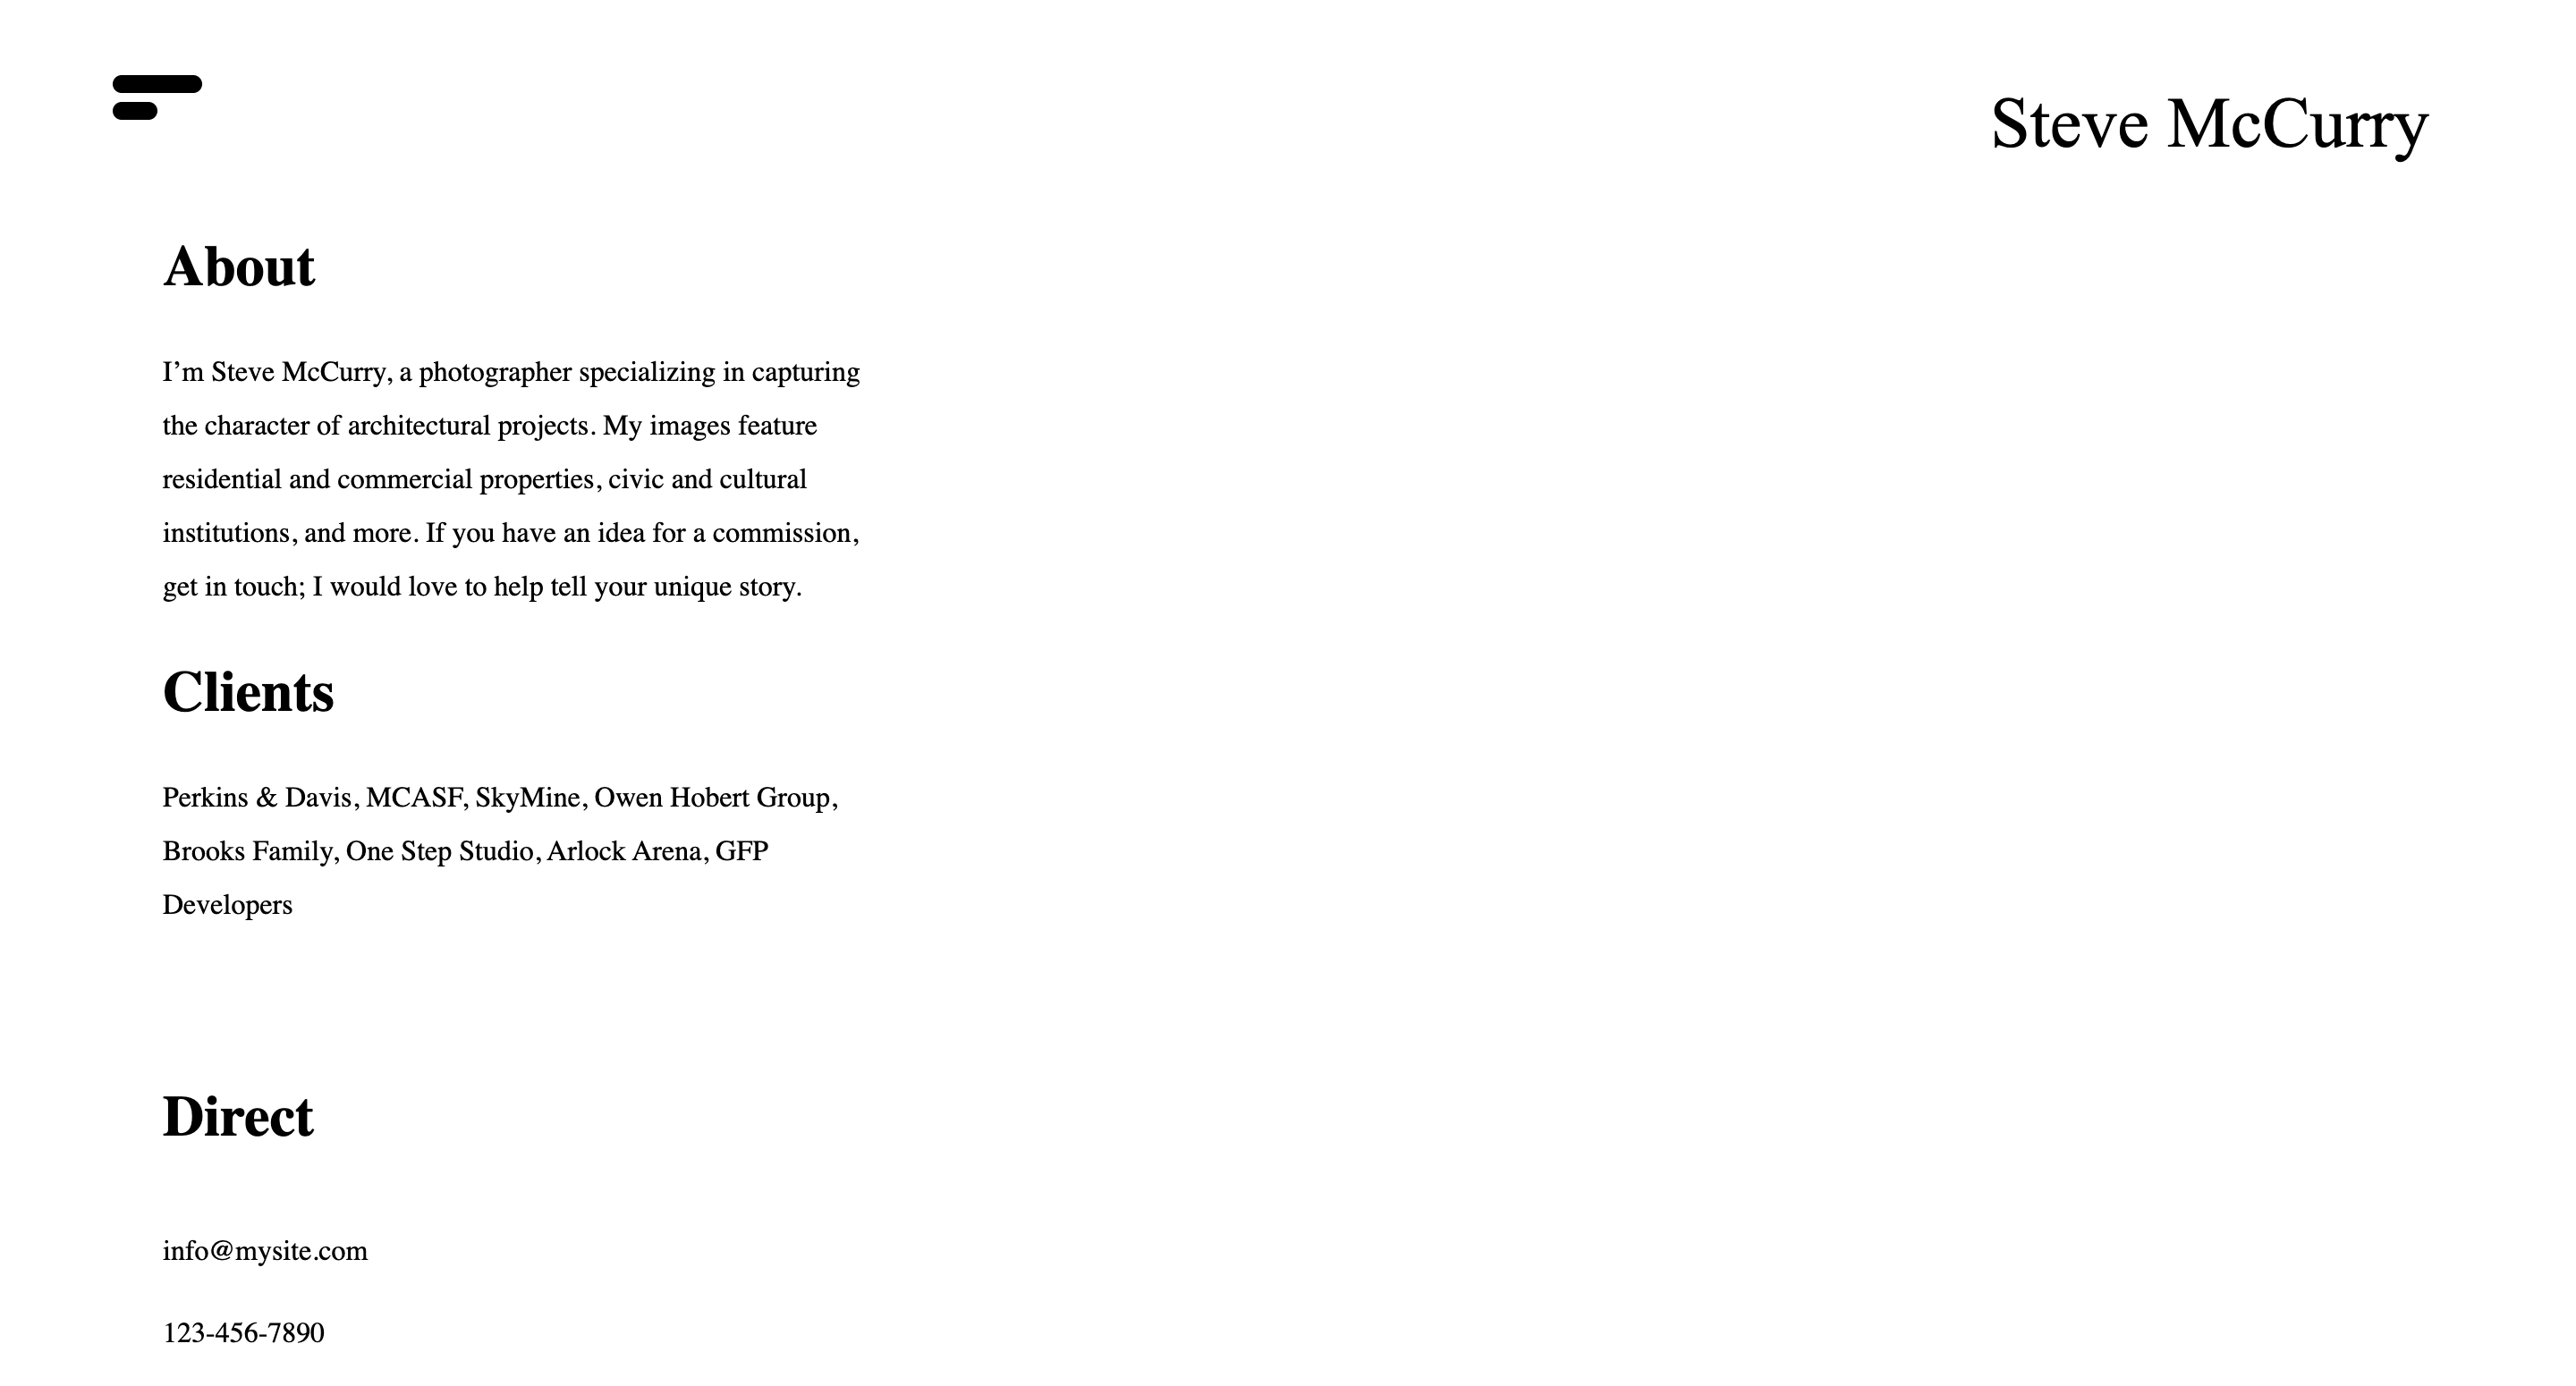 Steve McCurry
About
I’m Steve McCurry, a photographer specializing in capturing
the character of architectural projects. My images feature
residential and commercial properties, civic and cultural
institutions, and more. If you have an idea for a commission,
get in touch; I would love to help tell your unique story.
Clients
Perkins & Davis, MCASF, SkyMine, Owen Hobert Group,
Brooks Family, One Step Studio, Arlock Arena, GFP
Developers
Direct
info@mysite.com
123-456-7890